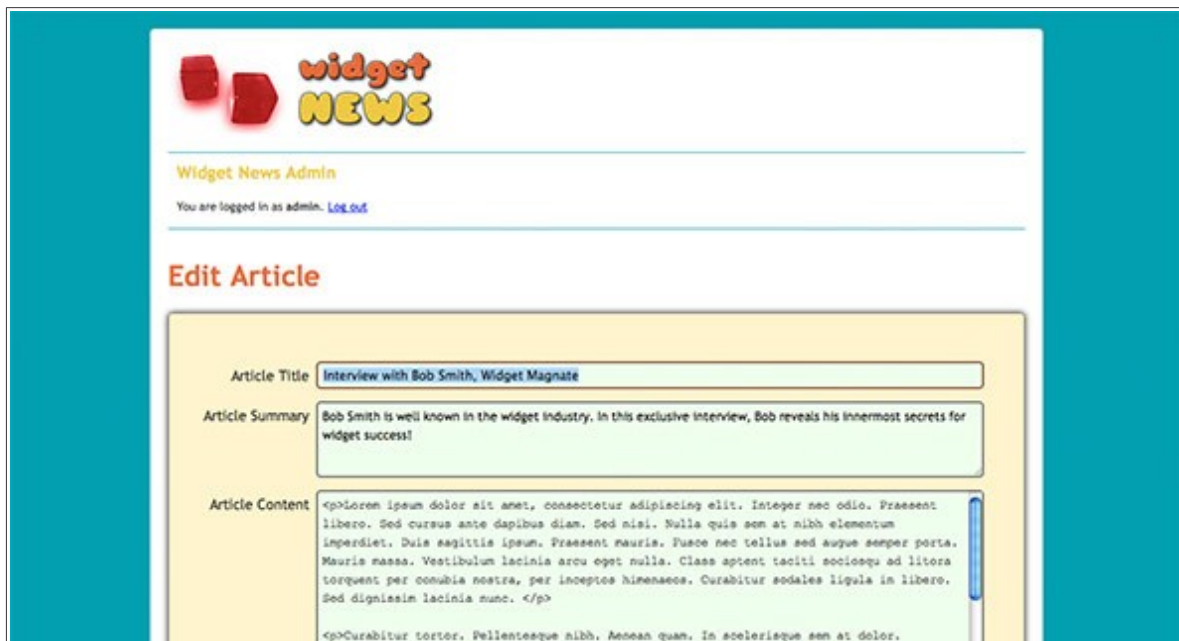 widget
NEWS
Widget News Admin
You are logged in as admin. Log out
Edit Article
Article Title
Interview with Bob Smith, Widget Magnate
Article Summary
Bob Smith is well known in the widget industry. In this exclusive interview, Bob reveals his innermost secrets for
widget success!
Article Content
<p>Lorem ipsum dolor sit amet, consectetur adipiscing elit. Integer nec odio. Praesent
libero. Sed cursus ante dapibus diam. Sed nisi. Nulla quis sem at nibh elementum
imperdiet. Duis sagittis ipsum. Praesent mauris. Fusce nec tellus sed augue semper porta.
Mauris massa. Vestibulum lacinia arcu eget nulla. Class aptent taciti sociosqu ad litora
torquent per conubia nostra, per inceptos himenaeos. Curabitur sodales ligula in libero.
Sed dignissim lacinia nunc. </p>
<p>Curabitur tortor. Pellentesque nibh. Aenean quam. In scelerisque sem at dolor.